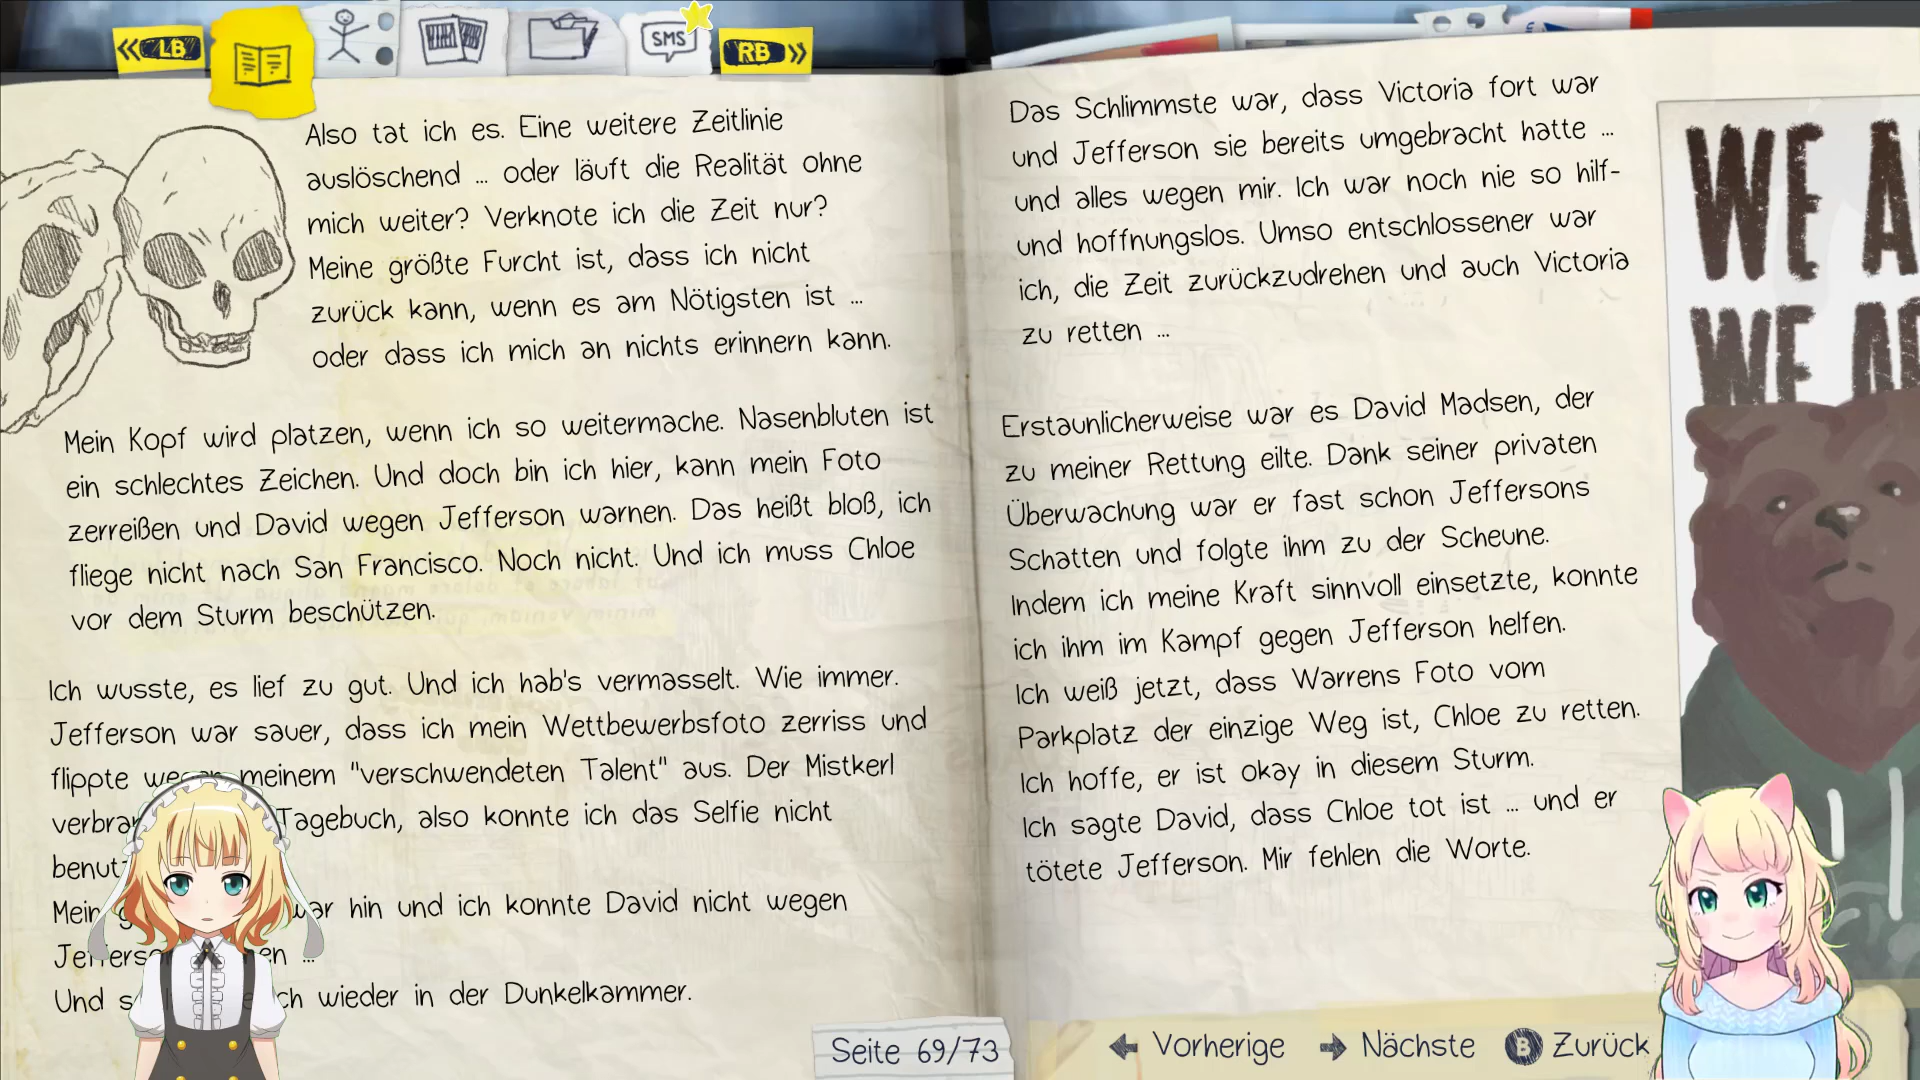 LB
SMS
RB
Also tat ich es. Eine weitere Zeitlinie
auslöschend ... oder läuft die Realität ohne
mich weiter? Verknote ich die Zeit nur?
Meine größte Furcht ist, dass ich nicht
zurück kann, wenn es am Nötigsten ist ...
oder dass ich mich an nichts erinnern kann.
Mein Kopf wird platzen, wenn ich so weitermache. Nasenbluten ist
ein schlechtes Zeichen. Und doch bin ich hier, kann mein Foto
zerreißen und David wegen Jefferson warnen. Das heißt bloß, ich
fliege nicht nach San Francisco. Noch nicht. Und ich muss Chloe
vor dem Sturm beschützen.
Ich wusste, es lief zu gut. Und ich hab's vermasselt. Wie immer.
Jefferson war sauer, dass ich mein Wettbewerbsfoto zerriss und
flippte wegen meinem "verschwendeten Talent" aus. Der Mistkerl
Tagebuch, also konnte ich das Selfie nicht
war hin und ich konnte David nicht wegen
...
Und wieder in der Dunkelkammer.
Das Schlimmste war, dass Victoria fort war
und Jefferson sie bereits umgebracht hatte ...
und alles wegen mir. Ich war noch nie so hilf-
und hoffnungslos. Umso entschlossener war
ich, die Zeit zurückzudrehen und auch Victoria
zu retten ...
Erstaunlicherweise war es David Madsen, der
zu meiner Rettung eilte. Dank seiner privaten
Überwachung war er fast schon Jeffersons
Schatten und folgte ihm zu der Scheune.
Indem ich meine Kraft sinnvoll einsetzte, konnte
ich ihm im Kampf gegen Jefferson helfen.
Ich weiß jetzt, dass Warrens Foto vom
Parkplatz der einzige Weg ist, Chloe zu retten.
Ich hoffe, er ist okay in diesem Sturm.
Ich sagte David, dass Chloe tot ist ... und er
tötete Jefferson. Mir fehlen die Worte.
WE
WE
Seite 69/73
Vorherige
Nächste
B Zurück